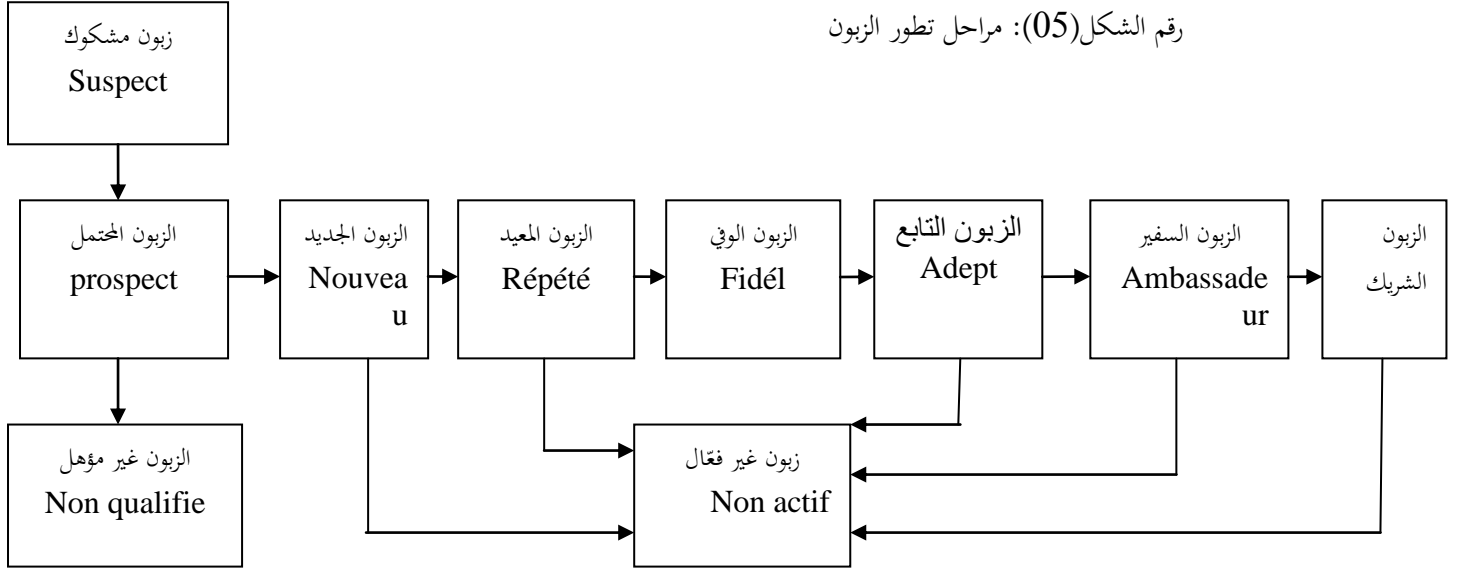 رقم الشكل(05): مراحل تطور الزبون
زبون مشكوك
Suspect
الزبون المحتمل
prospect
الزبون الجديد
Nouvea
u
الزبون المعيد
Répété
الزبون الوفي
Fidél
الزبون التابع
Adept
الزبون السفير
Ambassade
ur
الزبون
الشريك
الزبون غير مؤهل
Non qualifie
زبون غير فعّال
Non actif